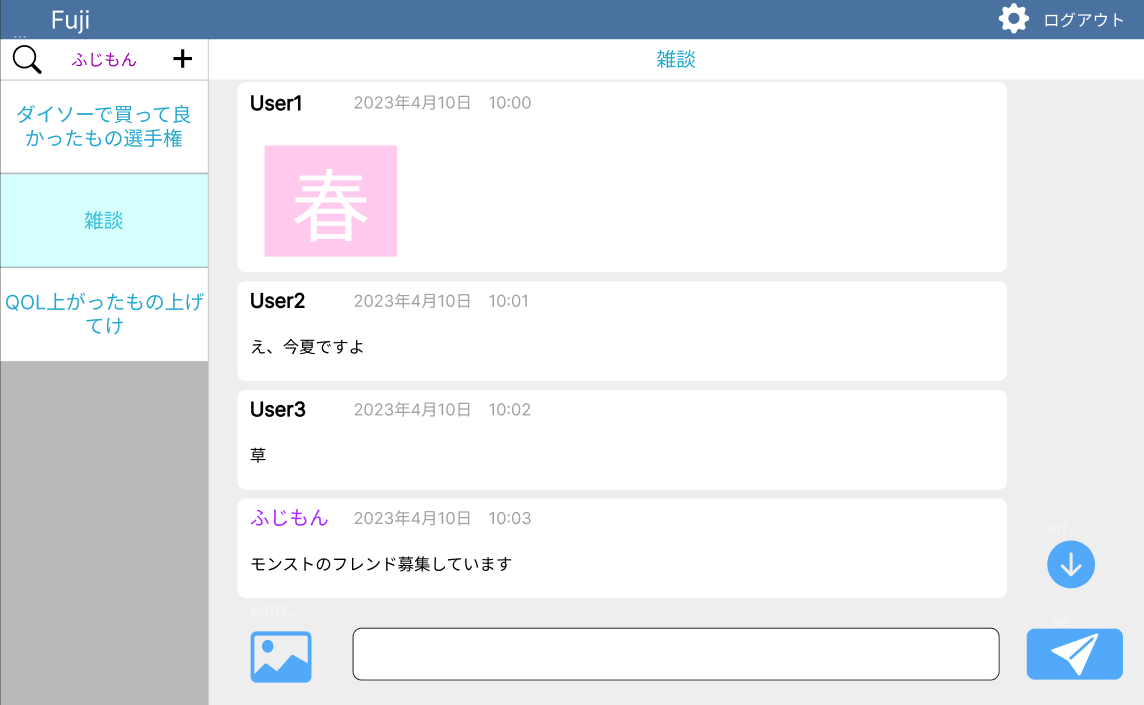 Fuji
ログアウト
...
ふじもん
雑談
ダイソーで買って良
かったもの選手権
雑談
QOL上がったもの上げ
てけ
User1 2023年4月10日 10:00
春
User2 2023年4月10日 10:01
え、今夏ですよ
User3 2023年4月10日 10:02
草
ふじもん 2023年4月10日 10:03
モンストのフレンド募集しています
card...
se...